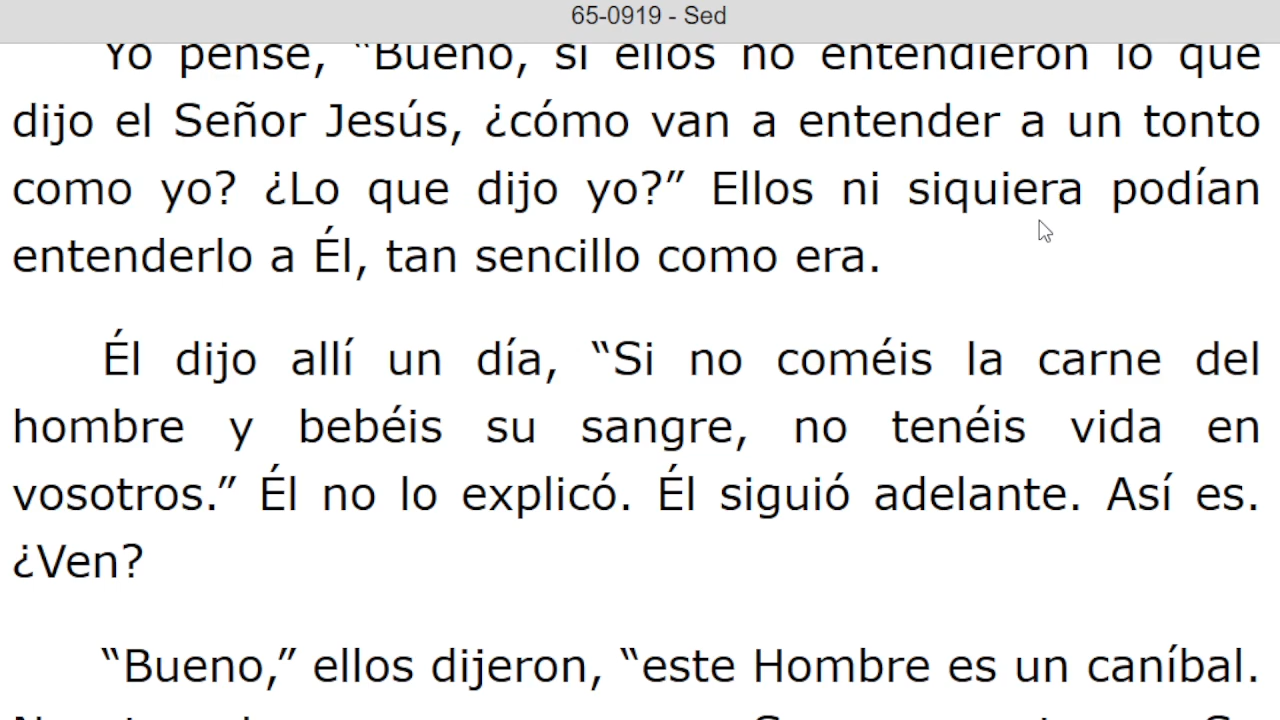 65-0919 - Sed
Yo pensé, “Bueno, si ellos no entendieron lo que
dijo el Señor Jesús, ¿cómo van a entender a un tonto
como yo? ¿Lo que dijo yo?” Ellos ni siquiera podían
entenderlo a Él, tan sencillo como era.
Él dijo allí un día, “Si no coméis la carne del
hombre y bebéis su sangre, no tenéis vida en
vosotros.” Él no lo explicó. Él siguió adelante. Así es.
¿Ven?
“Bueno,” ellos dijeron, “este Hombre es un caníbal.